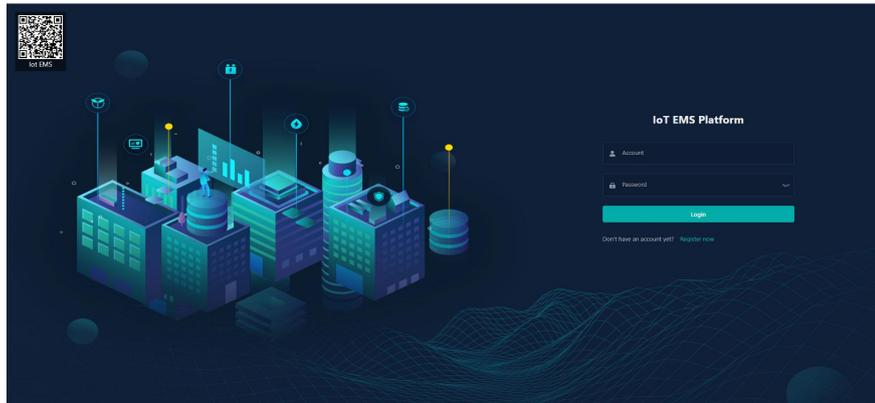 Iot EMS
IoT EMS Platform
Account
Password
Login
Don't have an account yet? Register now